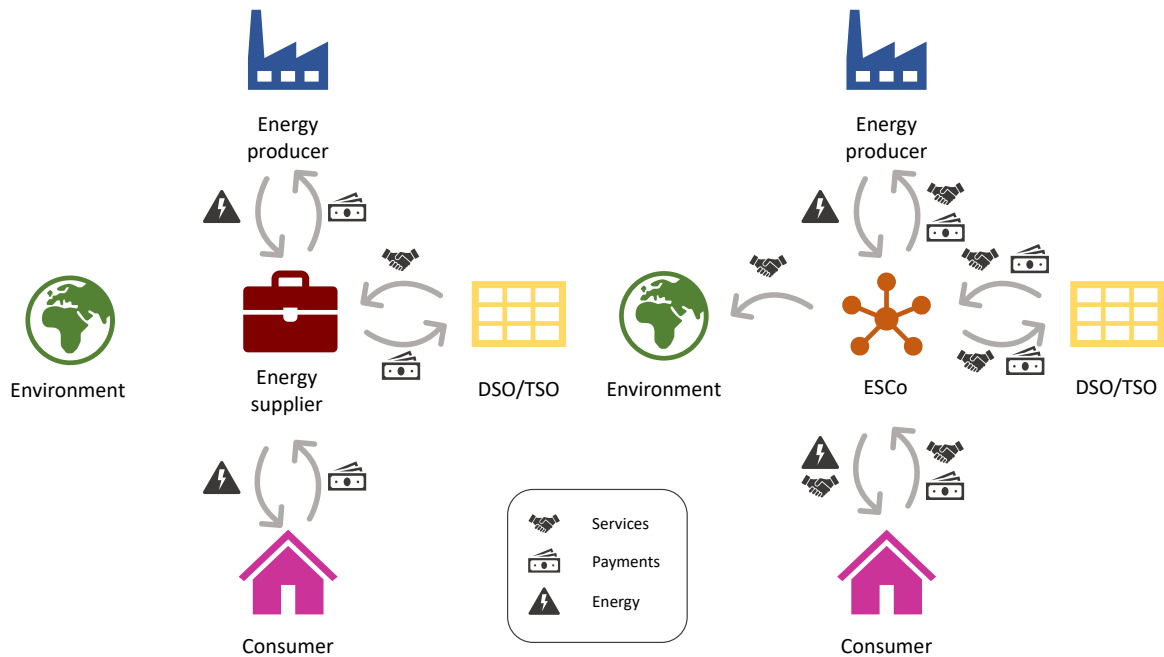 Energy
producer
Energy
producer
Environment
Energy
supplier
DSO/TSO
Environment
ESCo
DSO/TSO
Services
Payments
Energy
Consumer
Consumer